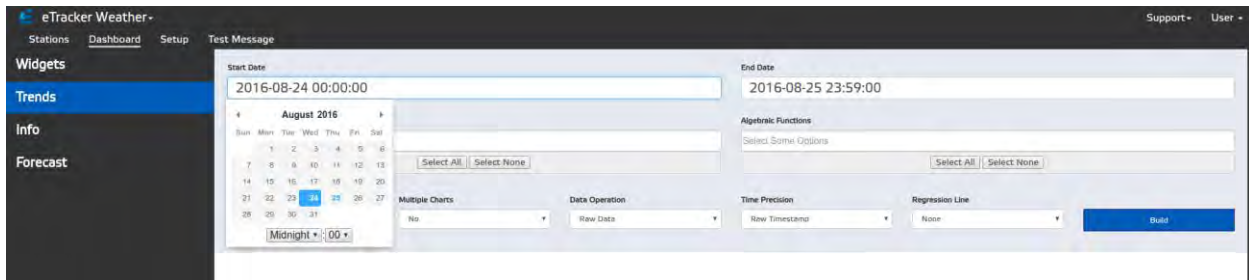 eTracker Weather
Support User
Stations Dashboard Setup Test Message
Widgets
Trends
Info
Forecast
Start Date
2016-08-24 00:00:00
End Date
2016-08-25 23:59:00
August 2016
Sun Mon Tue Wed Thu Fri Sat
1 2 3 4 5 6
7 8 9 10 11 12 13
14 15 16 17 18 19 20
21 22 23 24 25 26 27
28 29 30 31
Midnight : 00
Select All Select None
Algebraic Functions
Select Some Options
Select All Select None
Multiple Charts
No
Data Operation
Raw Data
Time Precision
Raw Timestamp
Regression Line
None
Build